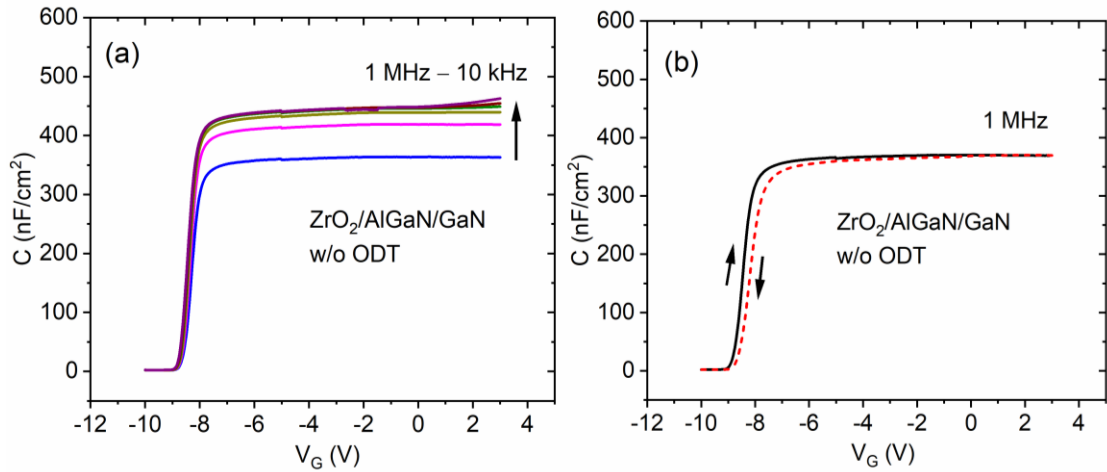 (a)
1 MHz – 10 kHz
ZrO₂/AlGaN/GaN
w/o ODT
C (nF/cm²)
600
500
400
300
200
100
0
-12 -10 -8 -6 -4 -2 0 2 4
V_G (V)
(b)
1 MHz
ZrO₂/AlGaN/GaN
w/o ODT
C (nF/cm²)
600
500
400
300
200
100
0
-12 -10 -8 -6 -4 -2 0 2 4
V_G (V)